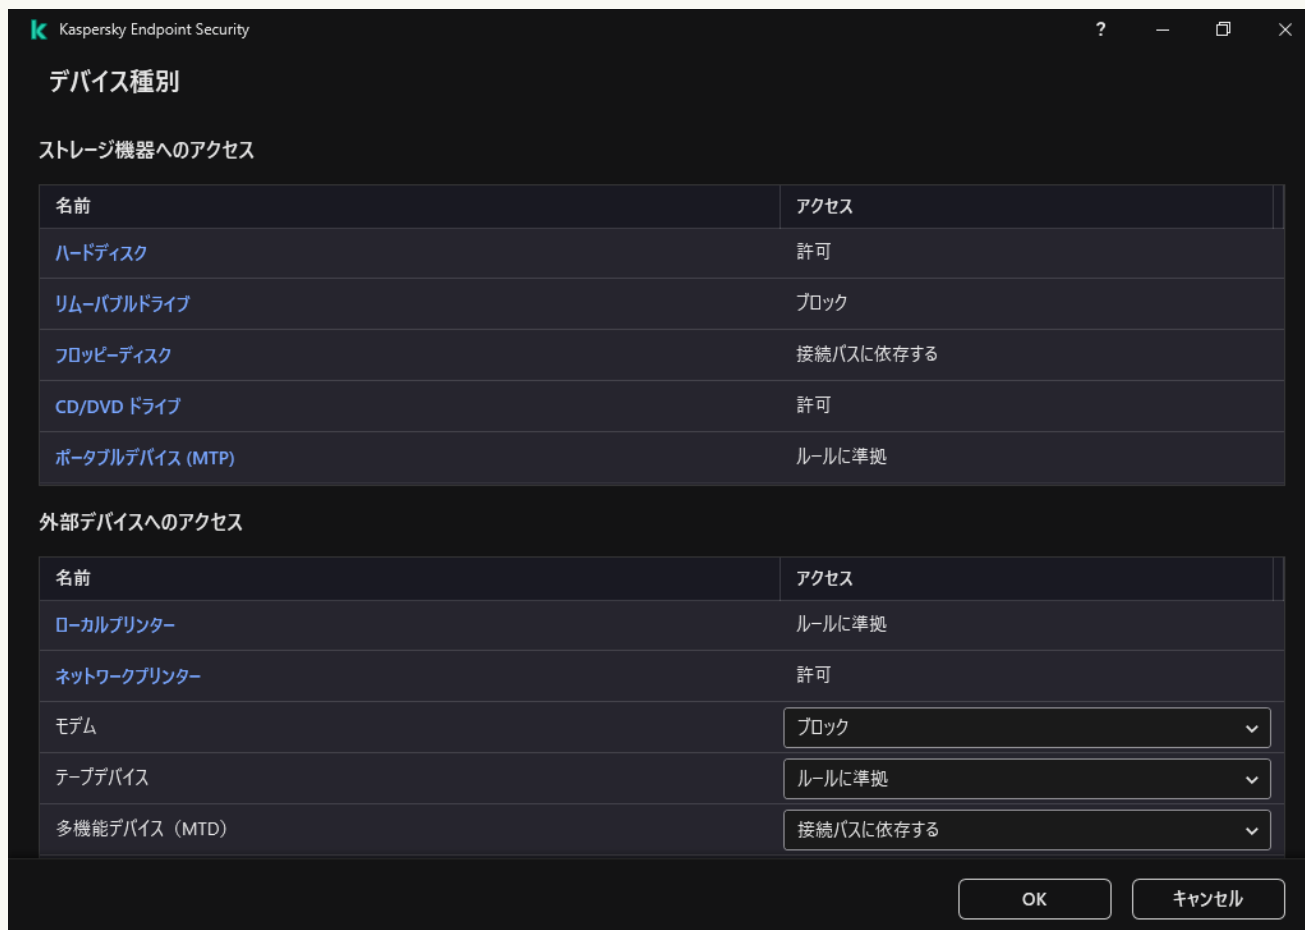 Kaspersky Endpoint Security ?
デバイス種別
ストレージ機器へのアクセス
名前 アクセス
ハードディスク 許可
リムーバブルドライブ ブロック
フロッピーディスク 接続バスに依存する
CD/DVD ドライブ 許可
ポータブルデバイス (MTP) ルールに準拠
外部デバイスへのアクセス
名前 アクセス
ローカルプリンター ルールに準拠
ネットワークプリンター 許可
モデム ブロック
テープデバイス ルールに準拠
多機能デバイス（MTD） 接続バスに依存する
OK キャンセル